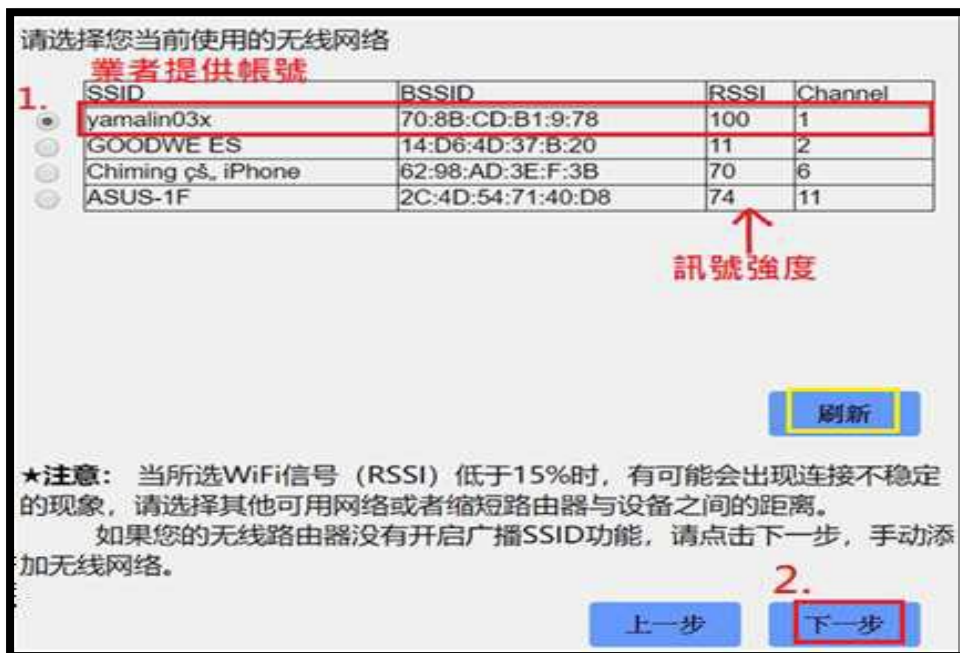 请选择您当前使用的无线网络
業者提供帳號
1.
SSID BSSID RSSI Channel
yamalin03x 70:8B:CD:B1:9:78 100 1
GOODWE ES 14:D6:4D:37:B:20 11 2
Chiming çš„ iPhone 62:98:AD:3E:F:3B 70 6
ASUS-1F 2C:4D:54:71:40:D8 74 11
訊號強度
刷新
★注意： 当所选WiFi信号（RSSI）低于15%时，有可能会出现连接不稳定
的现象，请选择其他可用网络或者缩短路由器与设备之间的距离。
如果您的无线路由器没有开启广播SSID功能，请点击下一步，手动添
加无线网络。
2.
上一步 下一步